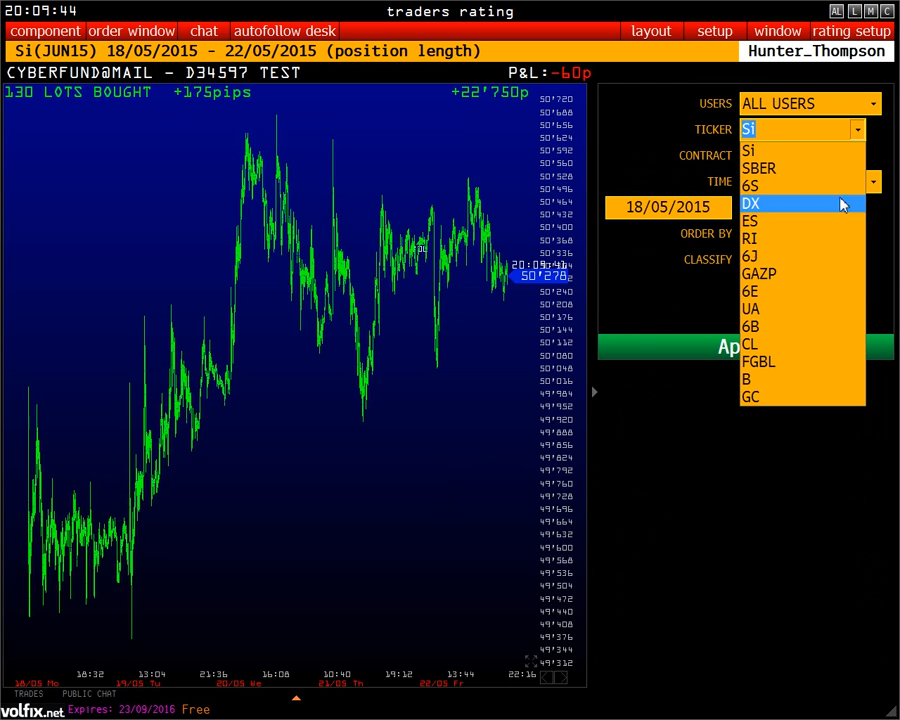 20:09:44
traders rating
AL L M C
component order window chat autofollow desk layout setup window rating setup
Si(JUN15) 18/05/2015 - 22/05/2015 (position length)
Hunter_Thompson
CYBERFUND@MAIL - D34597 TEST
P&L:-60p
130 LOTS BOUGHT +175pips +22'750p
50'720
50'688
50'656
50'624
50'592
50'560
50'528
50'496
50'464
50'432
50'400
50'368
50'336
20:09:41
50'278
50'240
50'208
50'176
50'144
50'112
50'080
50'048
50'016
49'984
49'952
49'920
49'888
49'856
49'824
49'792
49'760
49'728
49'696
49'664
49'632
49'600
49'568
49'536
49'504
49'472
49'440
49'408
49'376
49'344
49'312
18:32 13:04 21:36 16:08 10:40 19:12 13:44 22:16
18/05 Mo 19/05 Tu 20/05 We 21/05 Th 22/05 Fr
USERS
ALL USERS
TICKER
Si
CONTRACT
TIME
18/05/2015
ORDER BY
CLASSIFY
Si
SBER
6S
DX
ES
RI
6J
GAZP
6E
UA
6B
CL
FGBL
B
GC
Ap
TRADES PUBLIC CHAT
volfix.net
Expires: 23/09/2016 Free